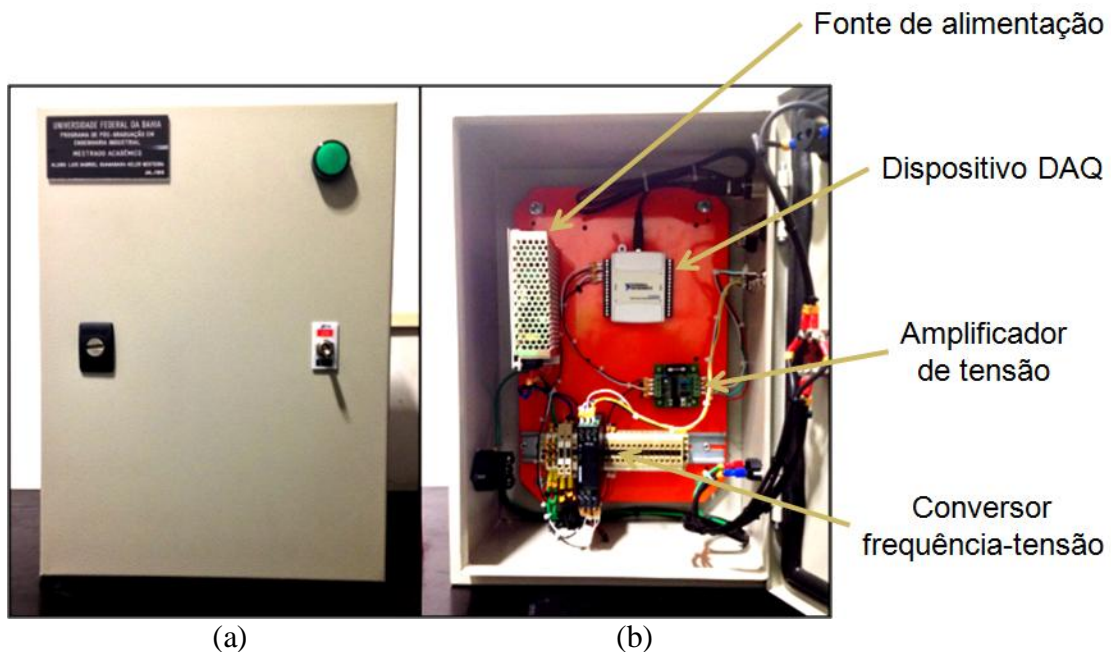 Fonte de alimentação
UNIVERSIDADE FEDERAL DA BAHIA
PROGRAMA DE PÓS-GRADUAÇÃO EM
ENGENHARIA INDUSTRIAL
MESTRADO ACADÊMICO
Dispositivo DAQ
Amplificador
de tensão
Conversor
frequência-tensão
(a)
(b)